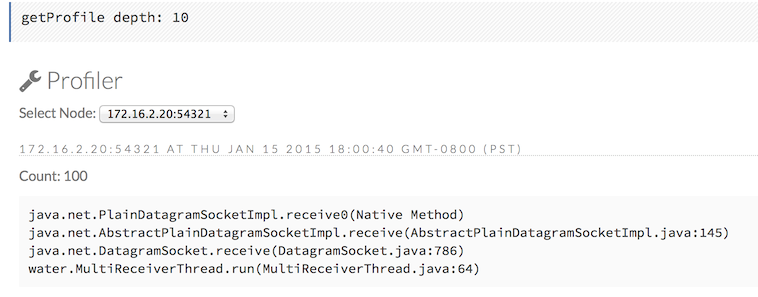 getProfile depth: 10
Profiler
Select Node: 172.16.2.20:54321
172.16.2.20:54321 AT THU JAN 15 2015 18:00:40 GMT-0800 (PST)
Count: 100
java.net.PlainDatagramSocketImpl.receive0(Native Method)
java.net.AbstractPlainDatagramSocketImpl.receive(AbstractPlainDatagramSocketImpl.java:145)
java.net.DatagramSocket.receive(DatagramSocket.java:786)
water.MultiReceiverThread.run(MultiReceiverThread.java:64)